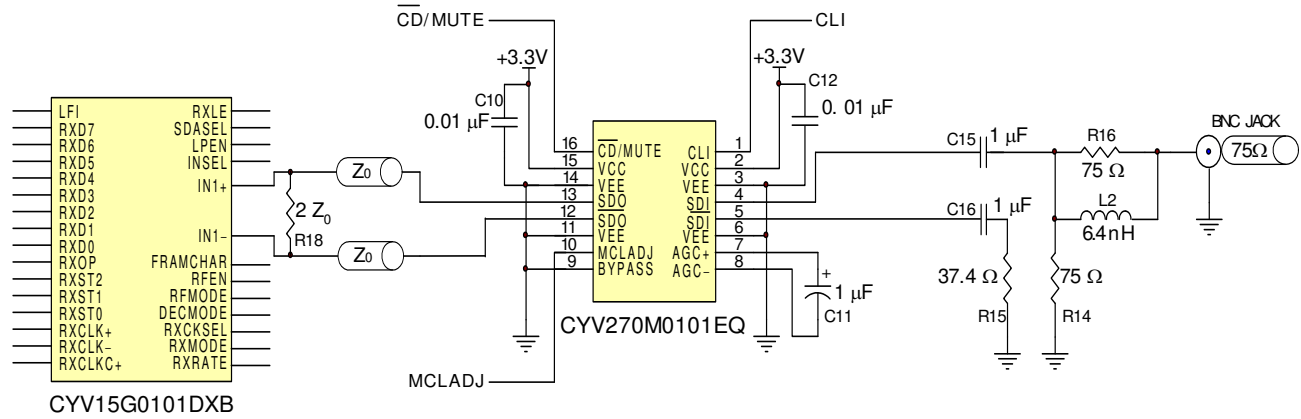 CD/MUTE
CLI
+3.3V
+3.3V
C10
0.01 µF
C12
0. 01 µF
LFI
RXD7
RXD6
RXD5
RXD4
RXD3
RXD2
RXD1
RXD0
RXOP
RXST2
RXST1
RXST0
RXCLK+
RXCLK-
RXCLKC+
RXLE
SDASEL
LPEN
INSEL
IN1+
IN1-
FRAMCHAR
RFEN
RFMODE
DECMODE
RXCKSEL
RXMODE
RXRATE
CYV15G0101DXB
Z0
2 Z0
R18
Z0
16
15
14
13
12
11
10
9
CD/MUTE
VCC
VEE
SDO
SDO
VEE
MCLADJ
BYPASS
CLI
VCC
VEE
SDI
SDI
VEE
AGC+
AGC-
1
2
3
4
5
6
7
8
CYV270M0101EQ
MCLADJ
+
1 µF
C11
C15
1 µF
C16
1 µF
37.4 Ω
R15
R16
75 Ω
L2
6.4nH
75 Ω
R14
BNC JACK
75Ω